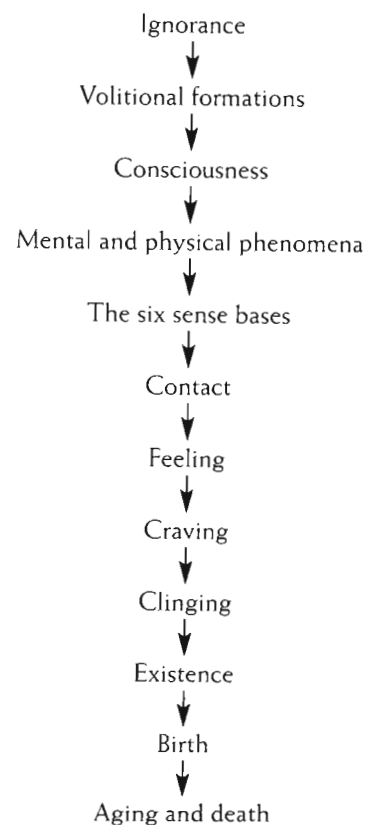 Ignorance
Volitional formations
Consciousness
Mental and physical phenomena
The six sense bases
Contact
Feeling
Craving
Clinging
Existence
Birth
Aging and death